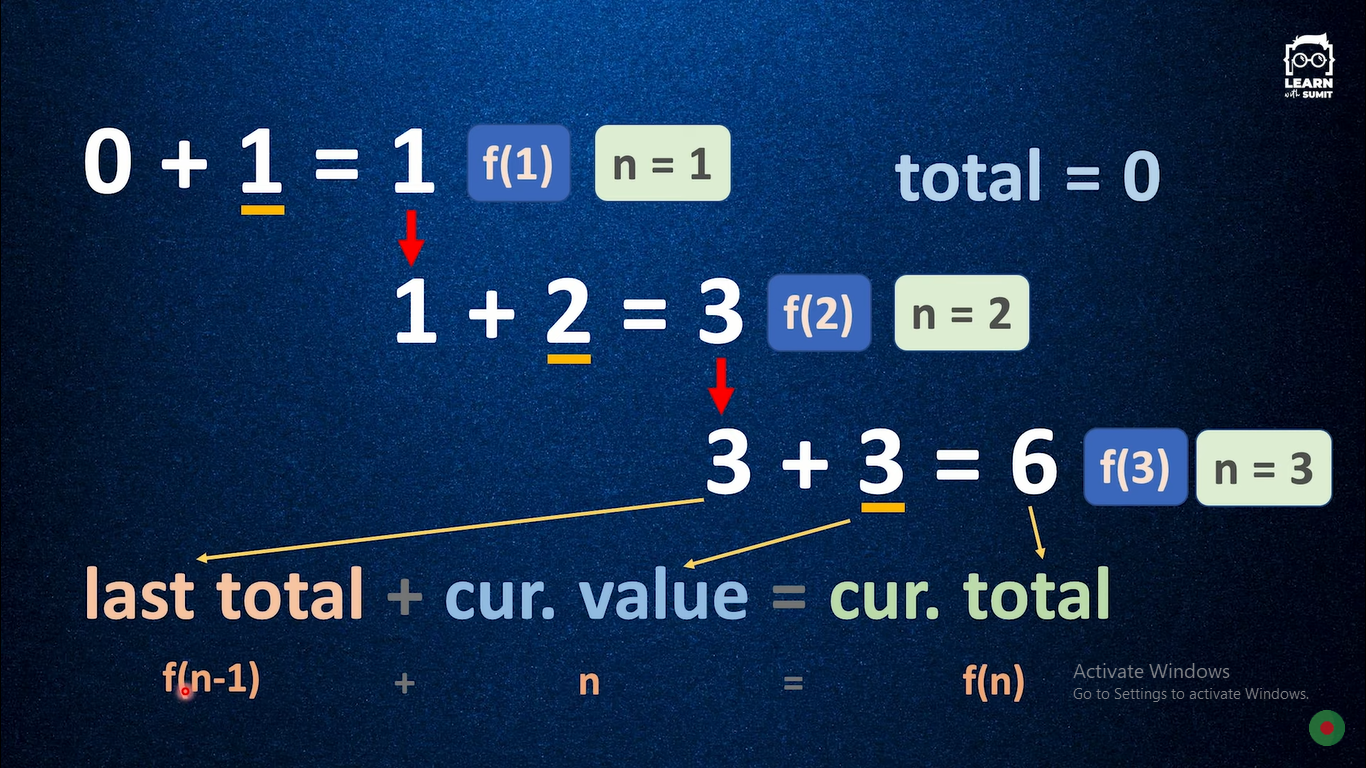 LEARN
with SUMIT
0 + 1 = 1 f(1) n = 1 total = 0
1 + 2 = 3 f(2) n = 2
3 + 3 = 6 f(3) n = 3
last total + cur. value = cur. total
f(n-1) + n = f(n)
Activate Windows
Go to Settings to activate Windows.